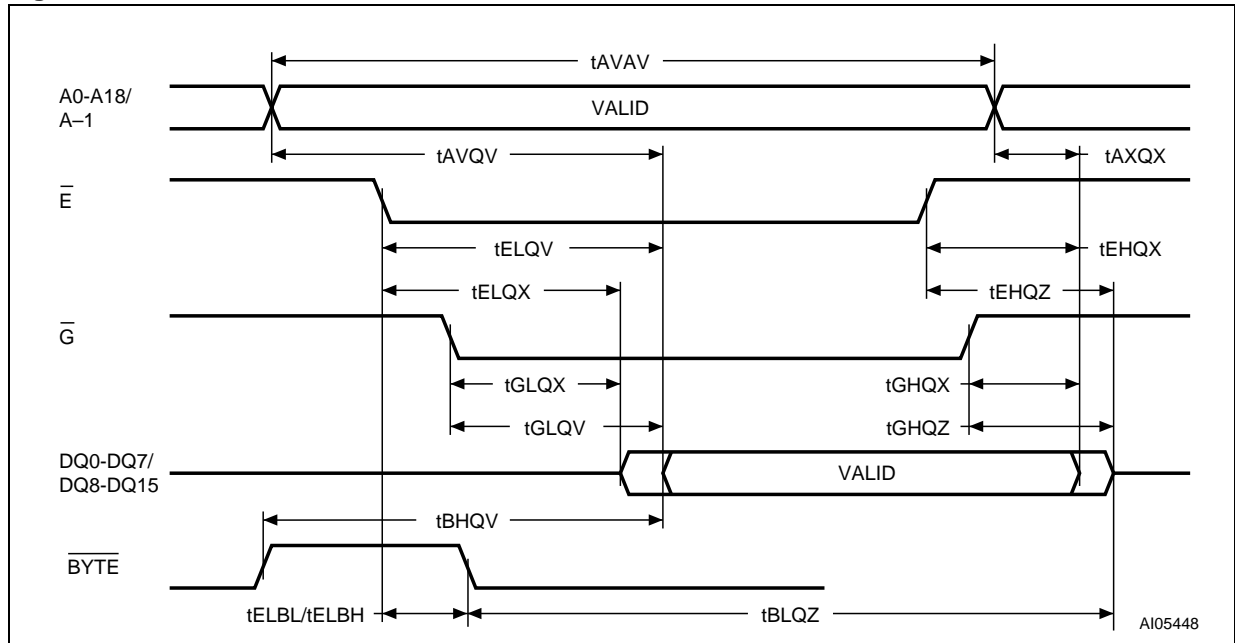 tAVAV
A0-A18/
A–1
VALID
tAVQV
tAXQX
E
tELQV
tEHQX
tELQX
tEHQZ
G
tGLQX
tGHQX
tGLQV
tGHQZ
DQ0-DQ7/
DQ8-DQ15
VALID
tBHQV
BYTE
tELBL/tELBH
tBLQZ
AI05448